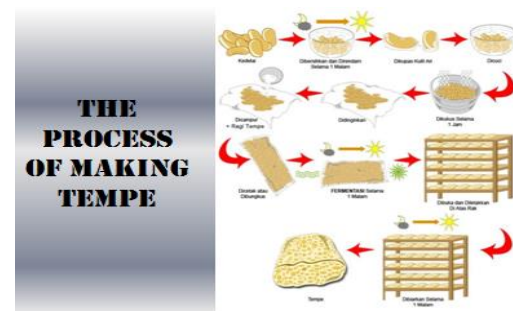 THE
PROCESS
OF MAKING
TEMPE
Kedelai
Dibersihkan dan Direndam
Selama 1 Malam
Dikupas Kulit Ari
Dicuci
Dicampur
+ Ragi Tempe
Didinginkan
Dikukus Selama
1 Jam
Dicetak atau
Dibungkus
FERMENTASI Selama
1 Malam
Dibuka dan Diletakkan
Di Atas Rak
Tempe
Dibiarkan Selama
1 Malam